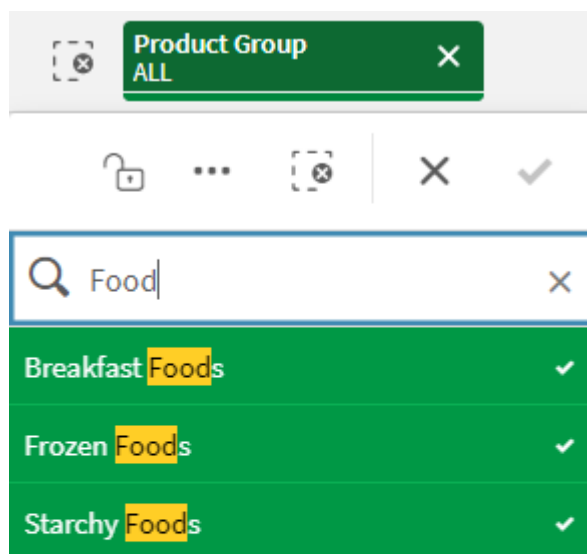 Product Group
ALL
Food
Breakfast Foods
Frozen Foods
Starchy Foods